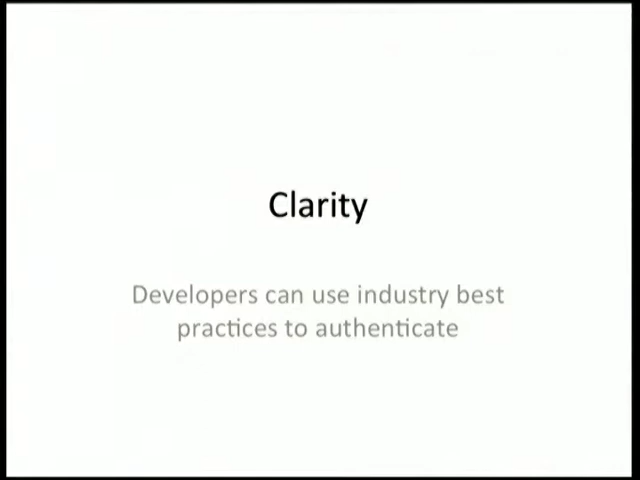 Clarity
Developers can use industry best
practices to authenticate